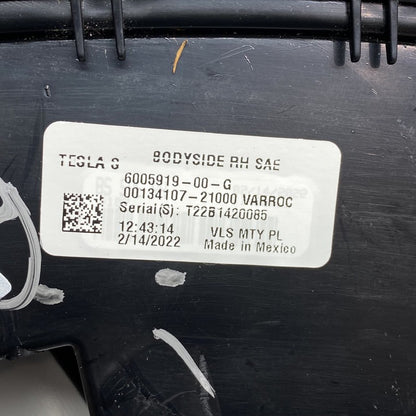 TESLA S BODYSIDE RH SAE
6005919-00-G
00134107-21000 VARROC
Serial(S): T22B1420085
12:43:14 VLS MTY PL
2/14/2022 Made in Mexico